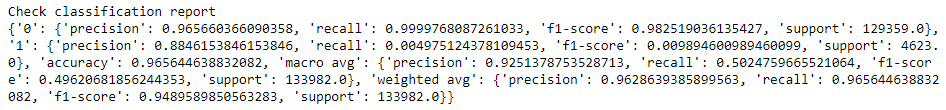 Check classification report
{'0': {'precision': 0.965660366090358, 'recall': 0.9999768087261033, 'f1-score': 0.982519036135427, 'support': 129359.0},
'1': {'precision': 0.8846153846153846, 'recall': 0.004975124378109453, 'f1-score': 0.009894600989460099, 'support': 4623.
0}, 'accuracy': 0.965644638832082, 'macro avg': {'precision': 0.9251378753528713, 'recall': 0.5024759665521064, 'f1-scor
e': 0.49620681856244353, 'support': 133982.0}, 'weighted avg': {'precision': 0.9628639385899563, 'recall': 0.965644638832
082, 'f1-score': 0.9489589850563283, 'support': 133982.0}}